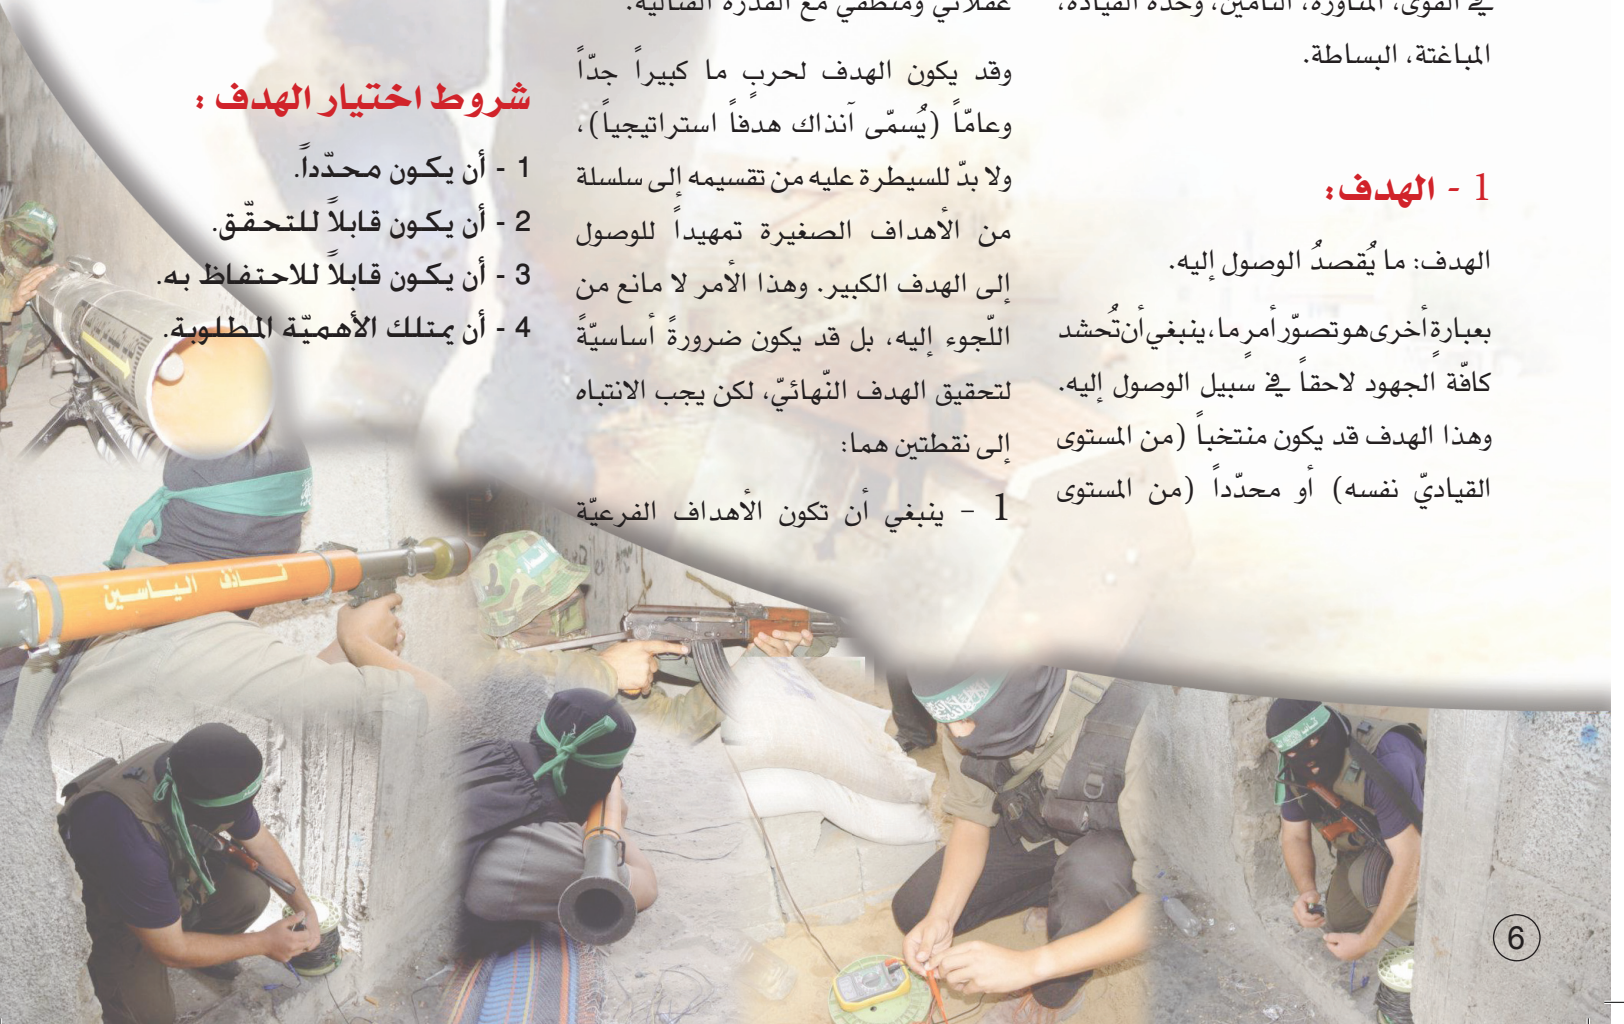 في القوى، المناورة، التأمين، وحدة القيادة،
المباغتة، البساطة.
1 - الهدف:
الهدف: ما يُقصدُ الوصول إليه.
بعبارةٍ أخرى هو تصوّر أمرٍ ما، ينبغي أن تُحشد
كافّة الجهود لاحقاً في سبيل الوصول إليه.
وهذا الهدف قد يكون منتخباً (من المستوى
القياديّ نفسه) أو محدّداً (من المستوى
عقلاني ومنطقي مع القدرة القتالية.
وقد يكون الهدف لحربٍ ما كبيراً جدّاً
وعامّاً (يُسمّى آنذاك هدفاً استراتيجياً)،
ولا بدّ للسيطرة عليه من تقسيمه إلى سلسلة
من الأهداف الصغيرة تمهيداً للوصول
إلى الهدف الكبير. وهذا الأمر لا مانع من
اللّجوء إليه، بل قد يكون ضرورةً أساسيّةً
لتحقيق الهدف النّهائيّ، لكن يجب الانتباه
إلى نقطتين هما:
1 - ينبغي أن تكون الأهداف الفرعيّة
شروط اختيار الهدف :
1 - أن يكون محدّداً.
2 - أن يكون قابلاً للتحقّق.
3 - أن يكون قابلاً للاحتفاظ به.
4 - أن يمتلك الأهميّة المطلوبة.
قاذف الياسين
6